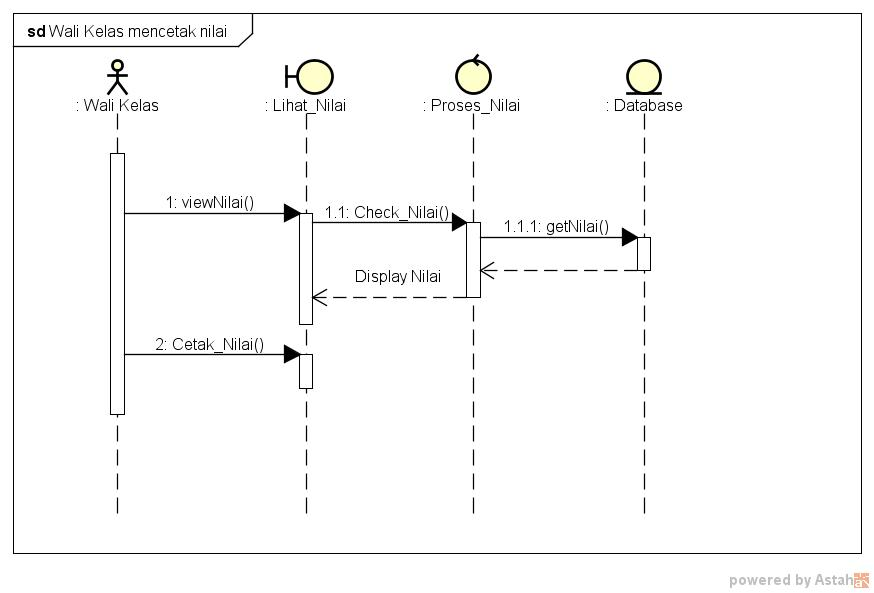 sd Wali Kelas mencetak nilai
: Wali Kelas
: Lihat_Nilai
: Proses_Nilai
: Database
1: viewNilai()
1.1: Check_Nilai()
1.1.1: getNilai()
Display Nilai
2: Cetak_Nilai()
powered by Astah